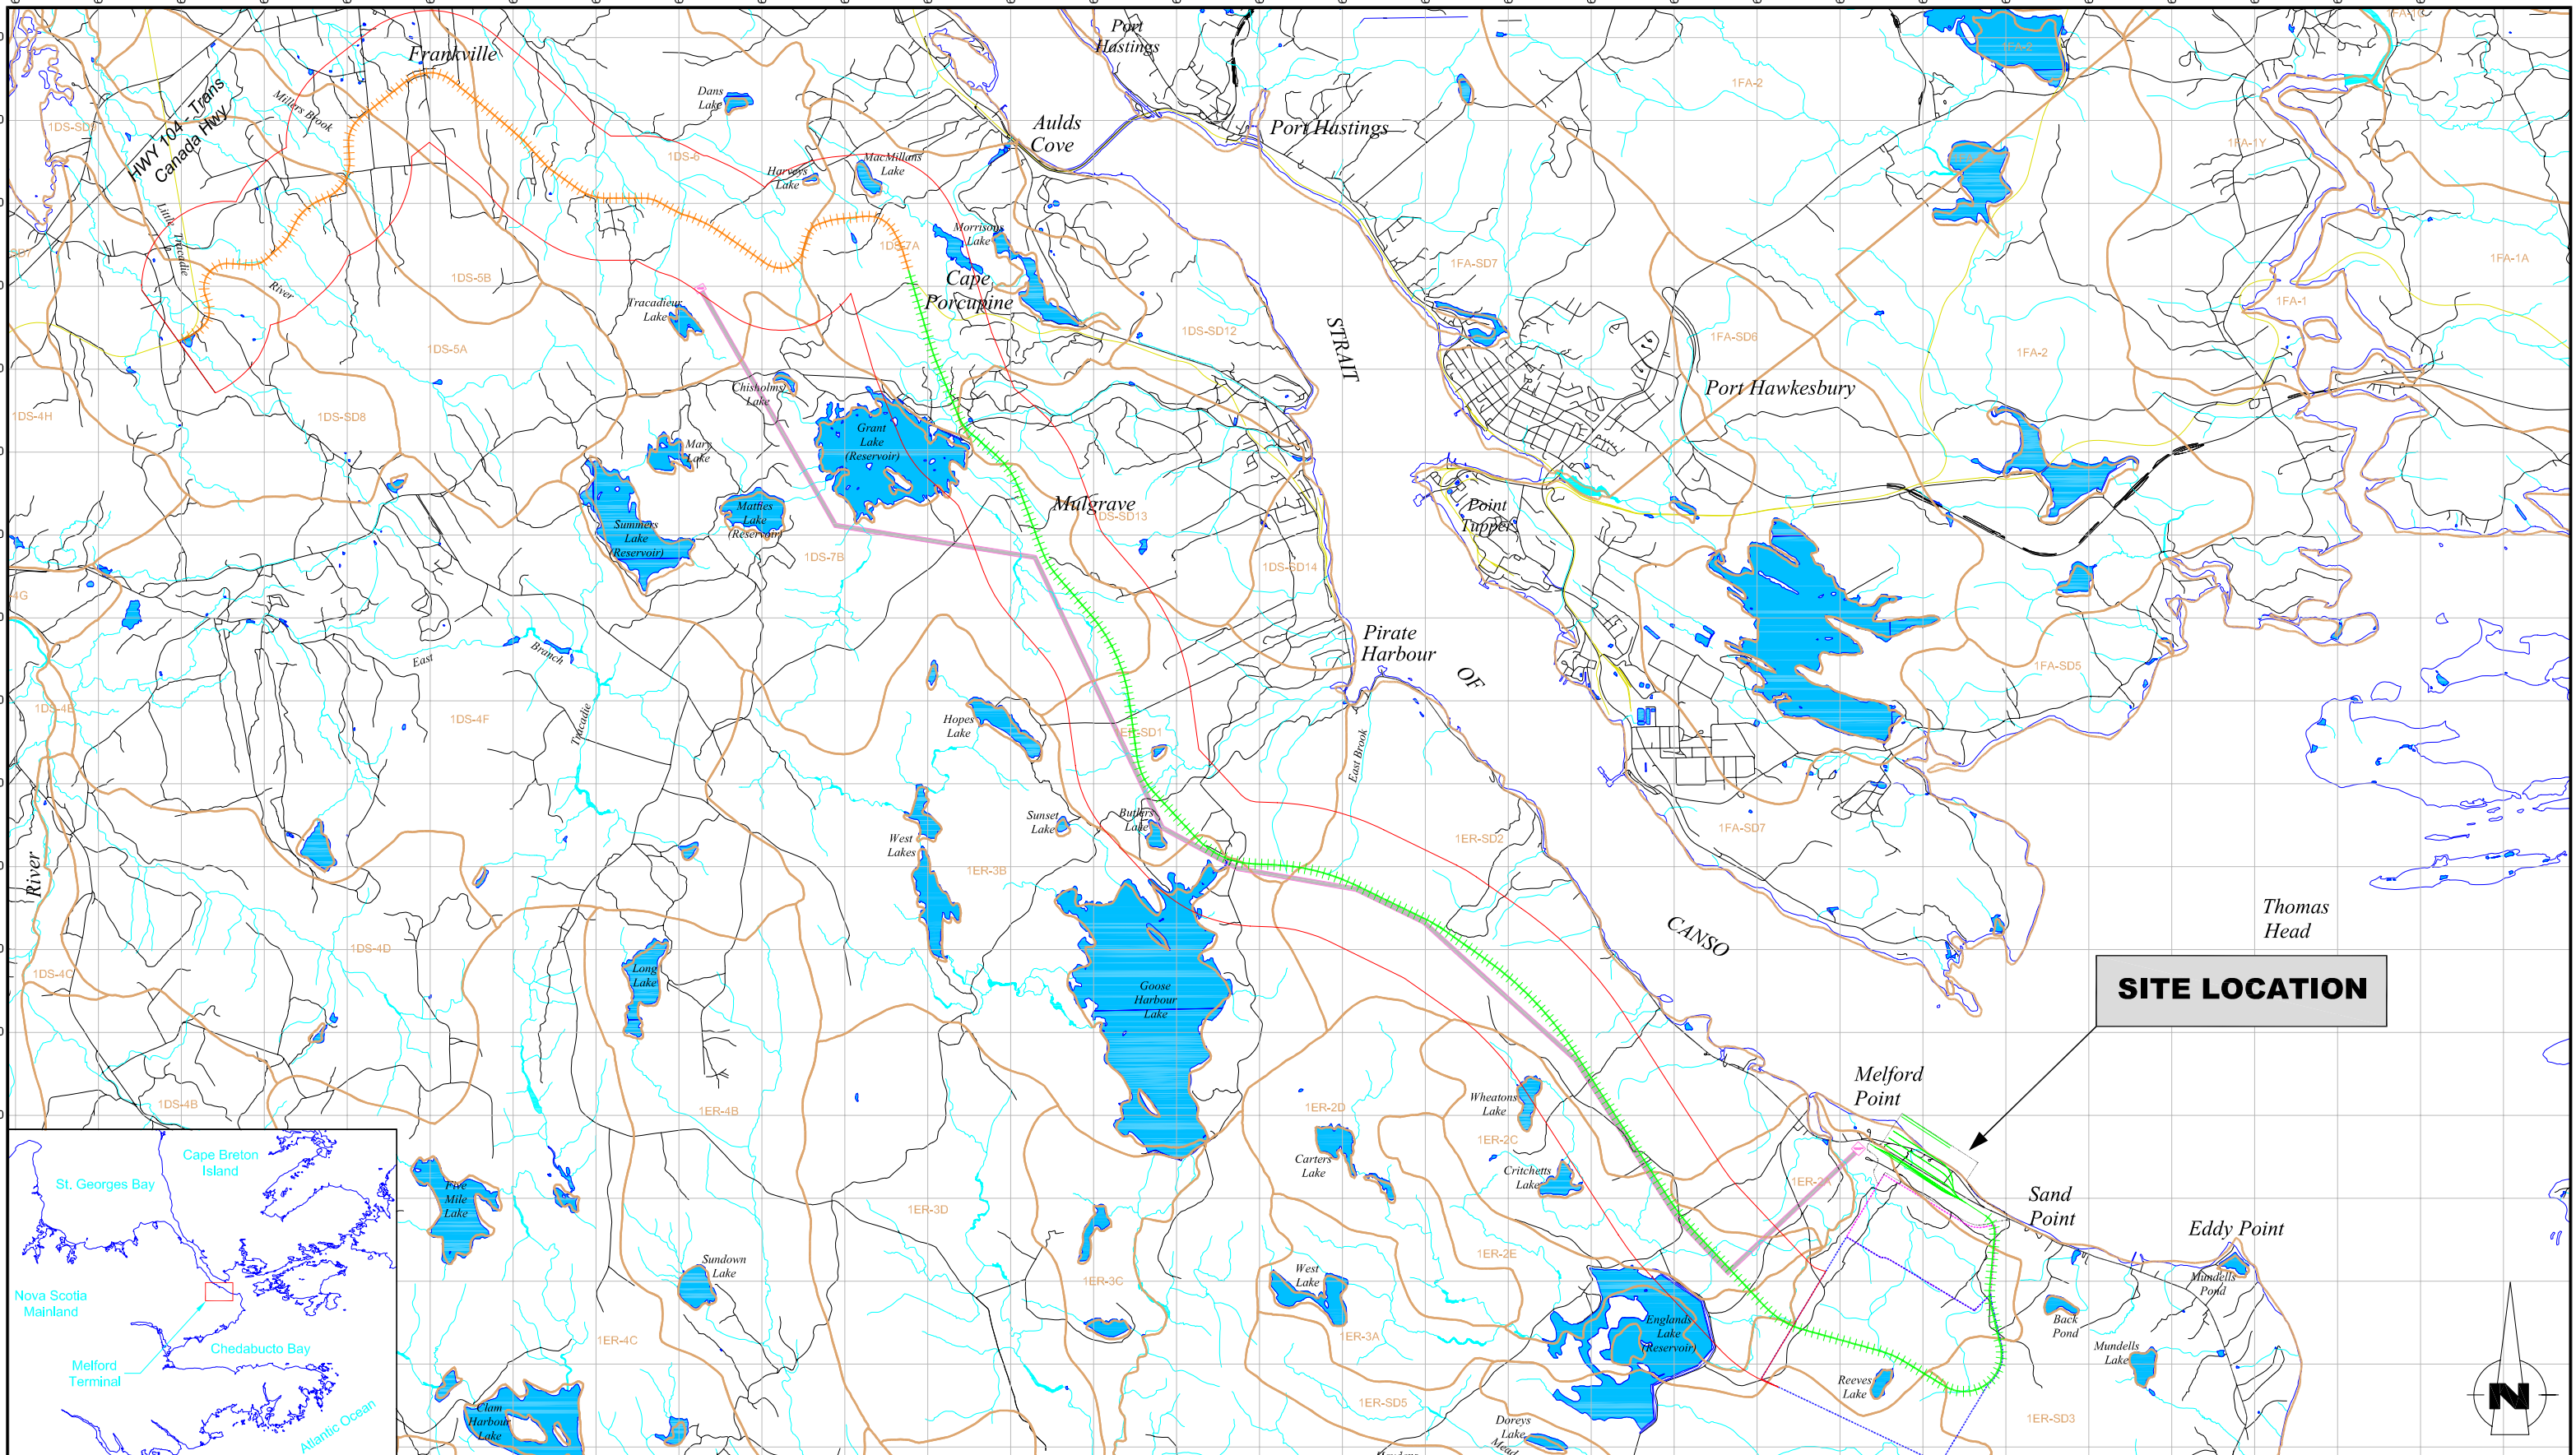 Frankville
Port
Hastings
HWY 104 - Trans
Canada Hwy
Millers Brook
Dans
Lake
Aulds
Cove
Port Hastings
1FA-2
1FA-2
1DS-6
Harveys
Lake
MacMillans
Lake
1FA-1Y
Little
Tracadie
River
Morrisons
Lake
1DS-7A
1DS-5B
1FA-SD7
1FA-1A
Cape
Porcupine
Tracadieur
Lake
1FA-1
STRAIT
1DS-SD12
1FA-SD6
1DS-5A
1FA-2
Chisholms
Lake
Port Hawkesbury
1DS-4H
1DS-SD8
Grant
Lake
(Reservoir)
Mary
Lake
Mulgrave
Point
Tupper
Matties
Lake
(Reservoir)
Summers
Lake
(Reservoir)
1DS-7B
1DS-SD14
4G
Pirate
Harbour
East
Branch
OF
1FA-SD5
1DS-4E
1DS-4F
Tracadie
Hopes
Lake
East Brook
Sunset
Lake
Butlers
Lake
1FA-SD7
West
Lakes
1ER-SD2
River
1ER-3B
Thomas
Head
CANSO
1DS-4D
1DS-4C
Long
Lake
Goose
Harbour
Lake
SITE LOCATION
Melford
Point
Wheatons
Lake
1DS-4B
1ER-4B
1ER-2D
1ER-2C
Carters
Lake
Critchetts
Lake
1ER-2A
Cape Breton
Island
St. Georges Bay
Five
Mile
Lake
1ER-3D
Sand
Point
Eddy Point
1ER-2E
Sundown
Lake
West
Lake
1ER-3C
Mundells
Pond
Nova Scotia
Mainland
Back
Pond
Englands
Lake
(Reservoir)
1ER-4C
1ER-3A
Chedabucto Bay
Melford
Terminal
Mundells
Lake
Reeves
Lake
1ER-SD5
Clam
Harbour
Lake
Atlantic Ocean
Doreys
Lake
1ER-SD3
N